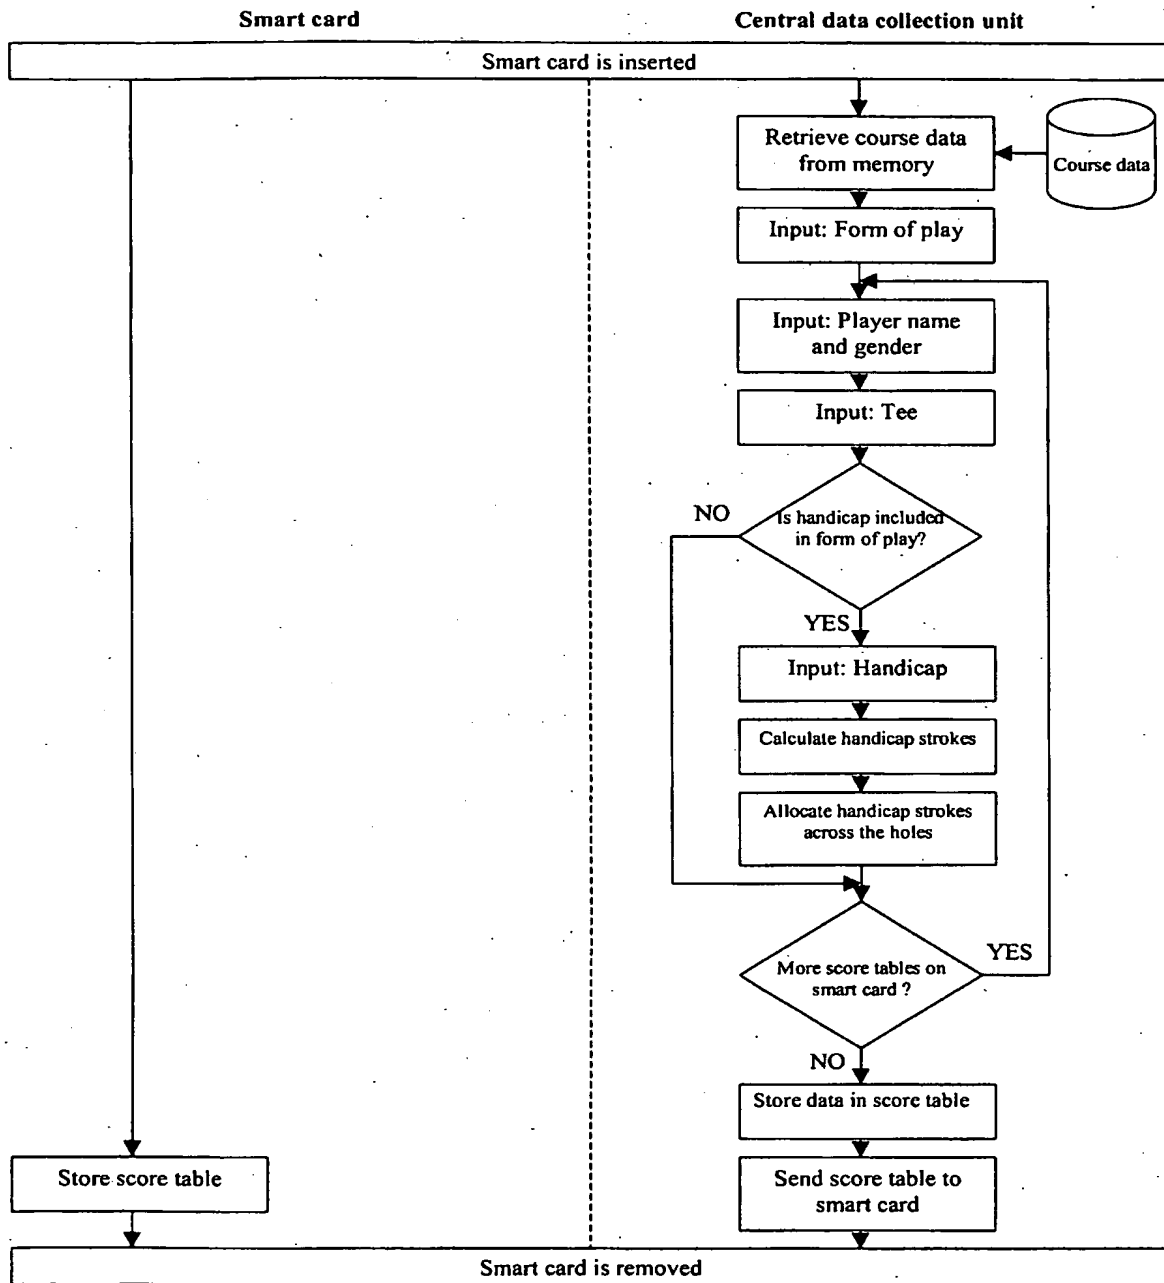 Smart card
Central data collection unit
Smart card is inserted
Retrieve course data
from memory
Course data
Input: Form of play
Input: Player name
and gender
Input: Tee
NO
Is handicap included
in form of play?
YES
Input: Handicap
Calculate handicap strokes
Allocate handicap strokes
across the holes
YES
More score tables on
smart card ?
NO
Store data in score table
Store score table
Send score table to
smart card
Smart card is removed